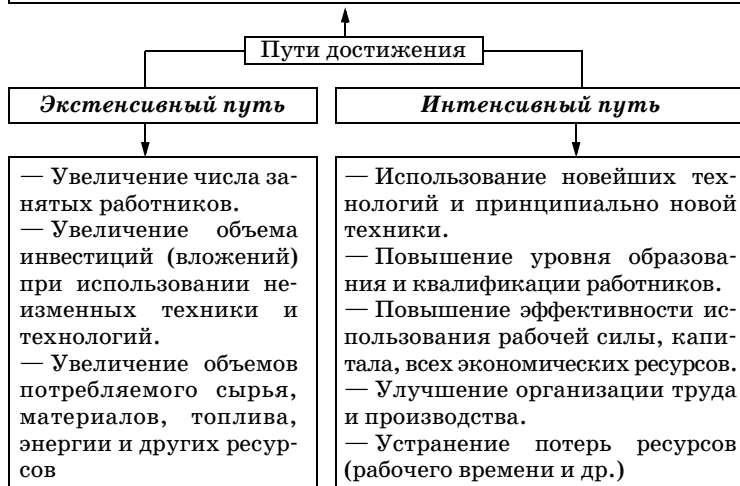 Пути достижения
Экстенсивный путь
Интенсивный путь
— Увеличение числа за-
нятых работников.
— Увеличение объема
инвестиций (вложений)
при использовании не-
изменных техники и
технологий.
— Увеличение объемов
потребляемого сырья,
материалов, топлива,
энергии и других ресур-
сов
— Использование новейших тех-
нологий и принципиально новой
техники.
— Повышение уровня образова-
ния и квалификации работников.
— Повышение эффективности ис-
пользования рабочей силы, капи-
тала, всех экономических ресурсов.
— Улучшение организации труда
и производства.
— Устранение потерь ресурсов
(рабочего времени и др.)